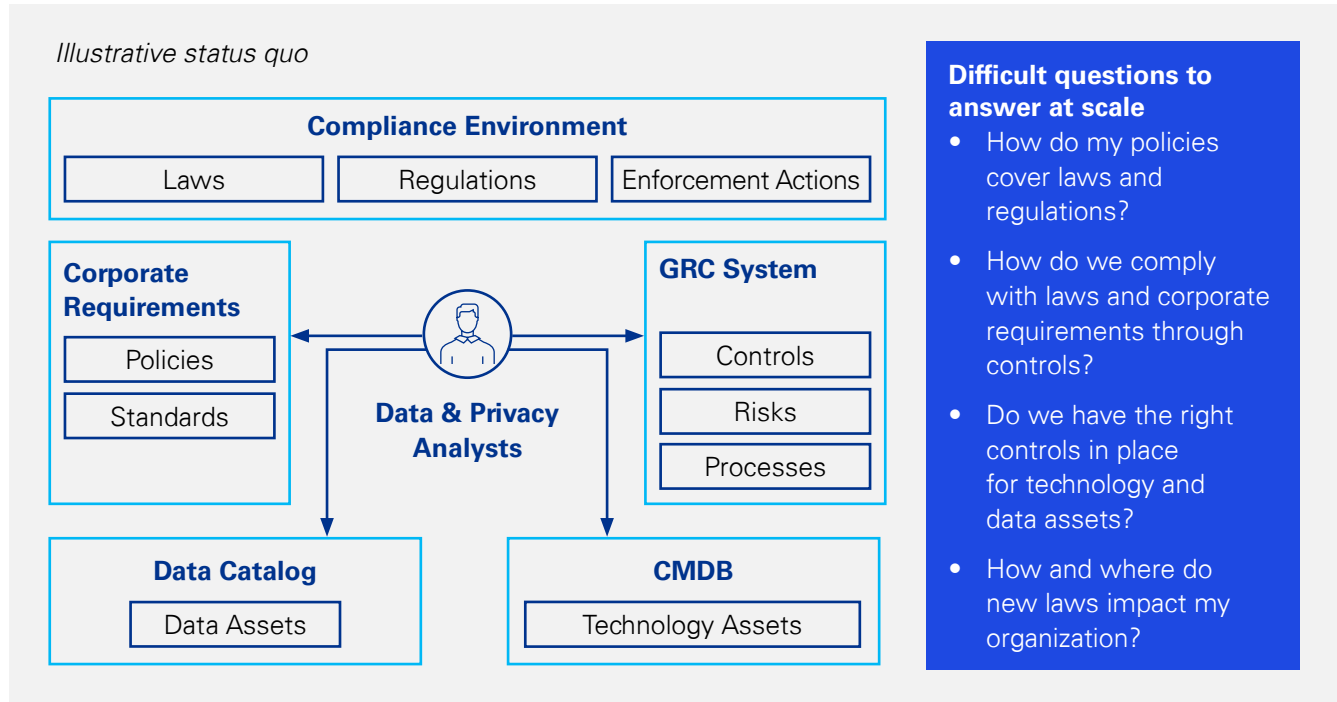 Illustrative status quo
Compliance Environment
Laws
Regulations
Enforcement Actions
Corporate
Requirements
Policies
Standards
Data & Privacy
Analysts
GRC System
Controls
Risks
Processes
Data Catalog
Data Assets
CMDB
Technology Assets
Difficult questions to
answer at scale
• How do my policies
cover laws and
regulations?
• How do we comply
with laws and corporate
requirements through
controls?
• Do we have the right
controls in place
for technology and
data assets?
• How and where do
new laws impact my
organization?